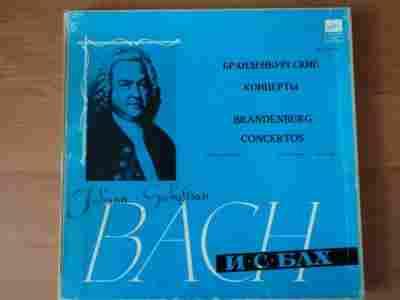 БРАНДЕНБУРГСКИЕ
КОНЦЕРТЫ
BRANDENBURG
CONCERTOS
Johann Sebastian
BACH
И·С·БАХ